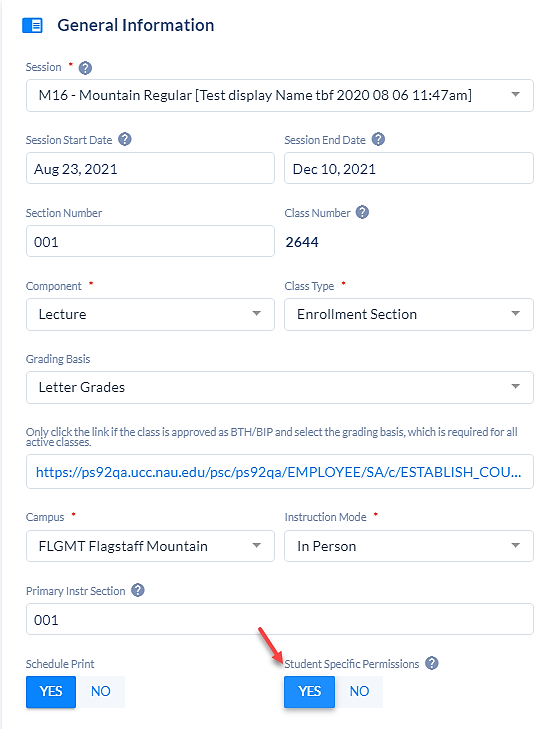 General Information
Session *
M16 - Mountain Regular [Test display Name tbf 2020 08 06 11:47am]
Session Start Date Session End Date
Aug 23, 2021 Dec 10, 2021
Section Number Class Number
001 2644
Component * Class Type *
Lecture Enrollment Section
Grading Basis
Letter Grades
Only click the link if the class is approved as BTH/BIP and select the grading basis, which is required for all
active classes.
https://ps92qa.ucc.nau.edu/psc/ps92qa/EMPLOYEE/SA/c/ESTABLISH_COU...
Campus * Instruction Mode *
FLGMT Flagstaff Mountain In Person
Primary Instr Section
001
Schedule Print Student Specific Permissions
YES NO YES NO